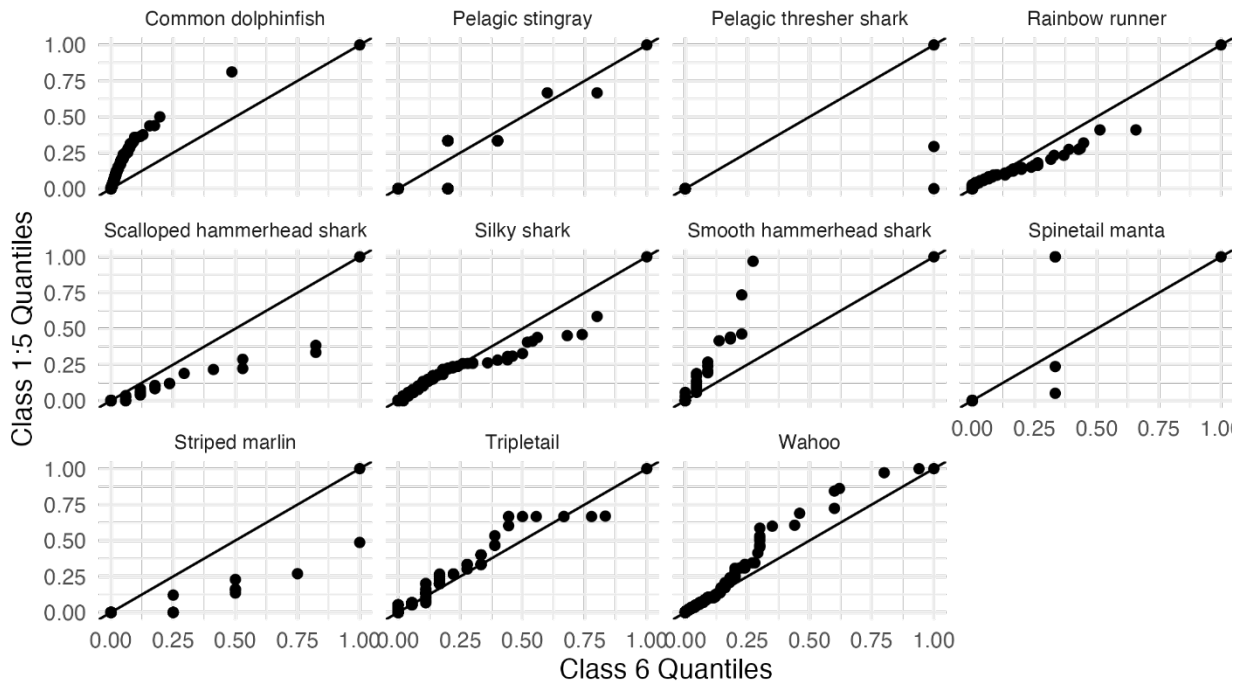 Common dolphinfish Pelagic stingray Pelagic thresher shark Rainbow runner
1.00
0.75
0.50
0.25
0.00
Scalloped hammerhead shark Silky shark Smooth hammerhead shark Spinetail manta
1.00
0.75
0.50
0.25
0.00
0.00 0.25 0.50 0.75 1.00
Striped marlin Tripletail Wahoo
1.00
0.75
0.50
0.25
0.00
0.00 0.25 0.50 0.75 1.00 0.00 0.25 0.50 0.75 1.00 0.00 0.25 0.50 0.75 1.00
Class 1:5 Quantiles
Class 6 Quantiles